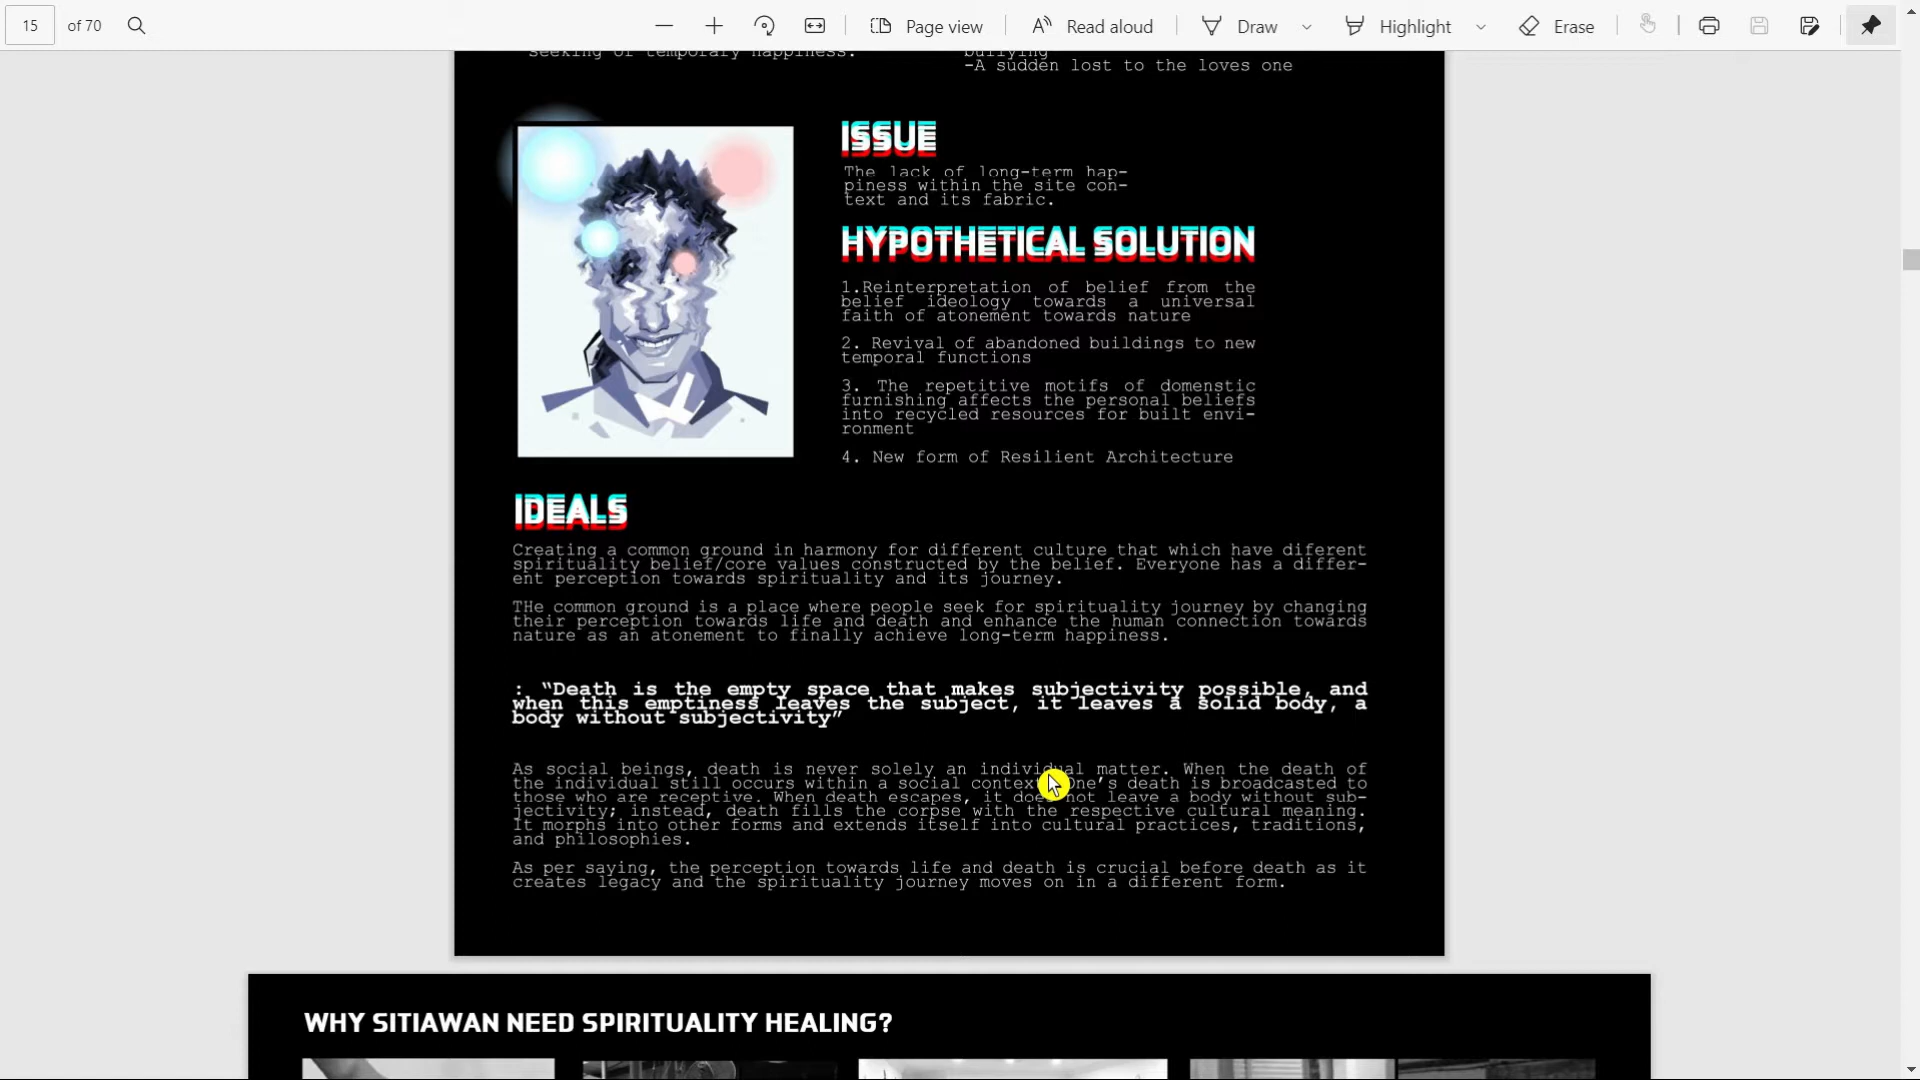 15 of 70 Page view Read aloud Draw Highlight Erase
seeking of temporary happiness.
bullying
-A sudden lost to the loves one
ISSUE
The lack of long-term hap-
piness within the site con-
text and its fabric.
HYPOTHETICAL SOLUTION
1.Reinterpretation of belief from the
belief ideology towards a universal
faith of atonement towards nature
2. Revival of abandoned buildings to new
temporal functions
3. The repetitive motifs of domenstic
furnishing affects the personal beliefs
into recycled resources for built envi-
ronment
4. New form of Resilient Architecture
IDEALS
Creating a common ground in harmony for different culture that which have diferent
spirituality belief/core values constructed by the belief. Everyone has a differ-
ent perception towards spirituality and its journey.
THe common ground is a place where people seek for spirituality journey by changing
their perception towards life and death and enhance the human connection towards
nature as an atonement to finally achieve long-term happiness.
: “Death is the empty space that makes subjectivity possible, and
when this emptiness leaves the subject, it leaves a solid body, a
body without subjectivity”
As social beings, death is never solely an individual matter. When the death of
the individual still occurs within a social context One’s death is broadcasted to
those who are receptive. When death escapes, it does not leave a body without sub-
jectivity; instead, death fills the corpse with the respective cultural meaning.
It morphs into other forms and extends itself into cultural practices, traditions,
and philosophies.
As per saying, the perception towards life and death is crucial before death as it
creates legacy and the spirituality journey moves on in a different form.
WHY SITIAWAN NEED SPIRITUALITY HEALING?